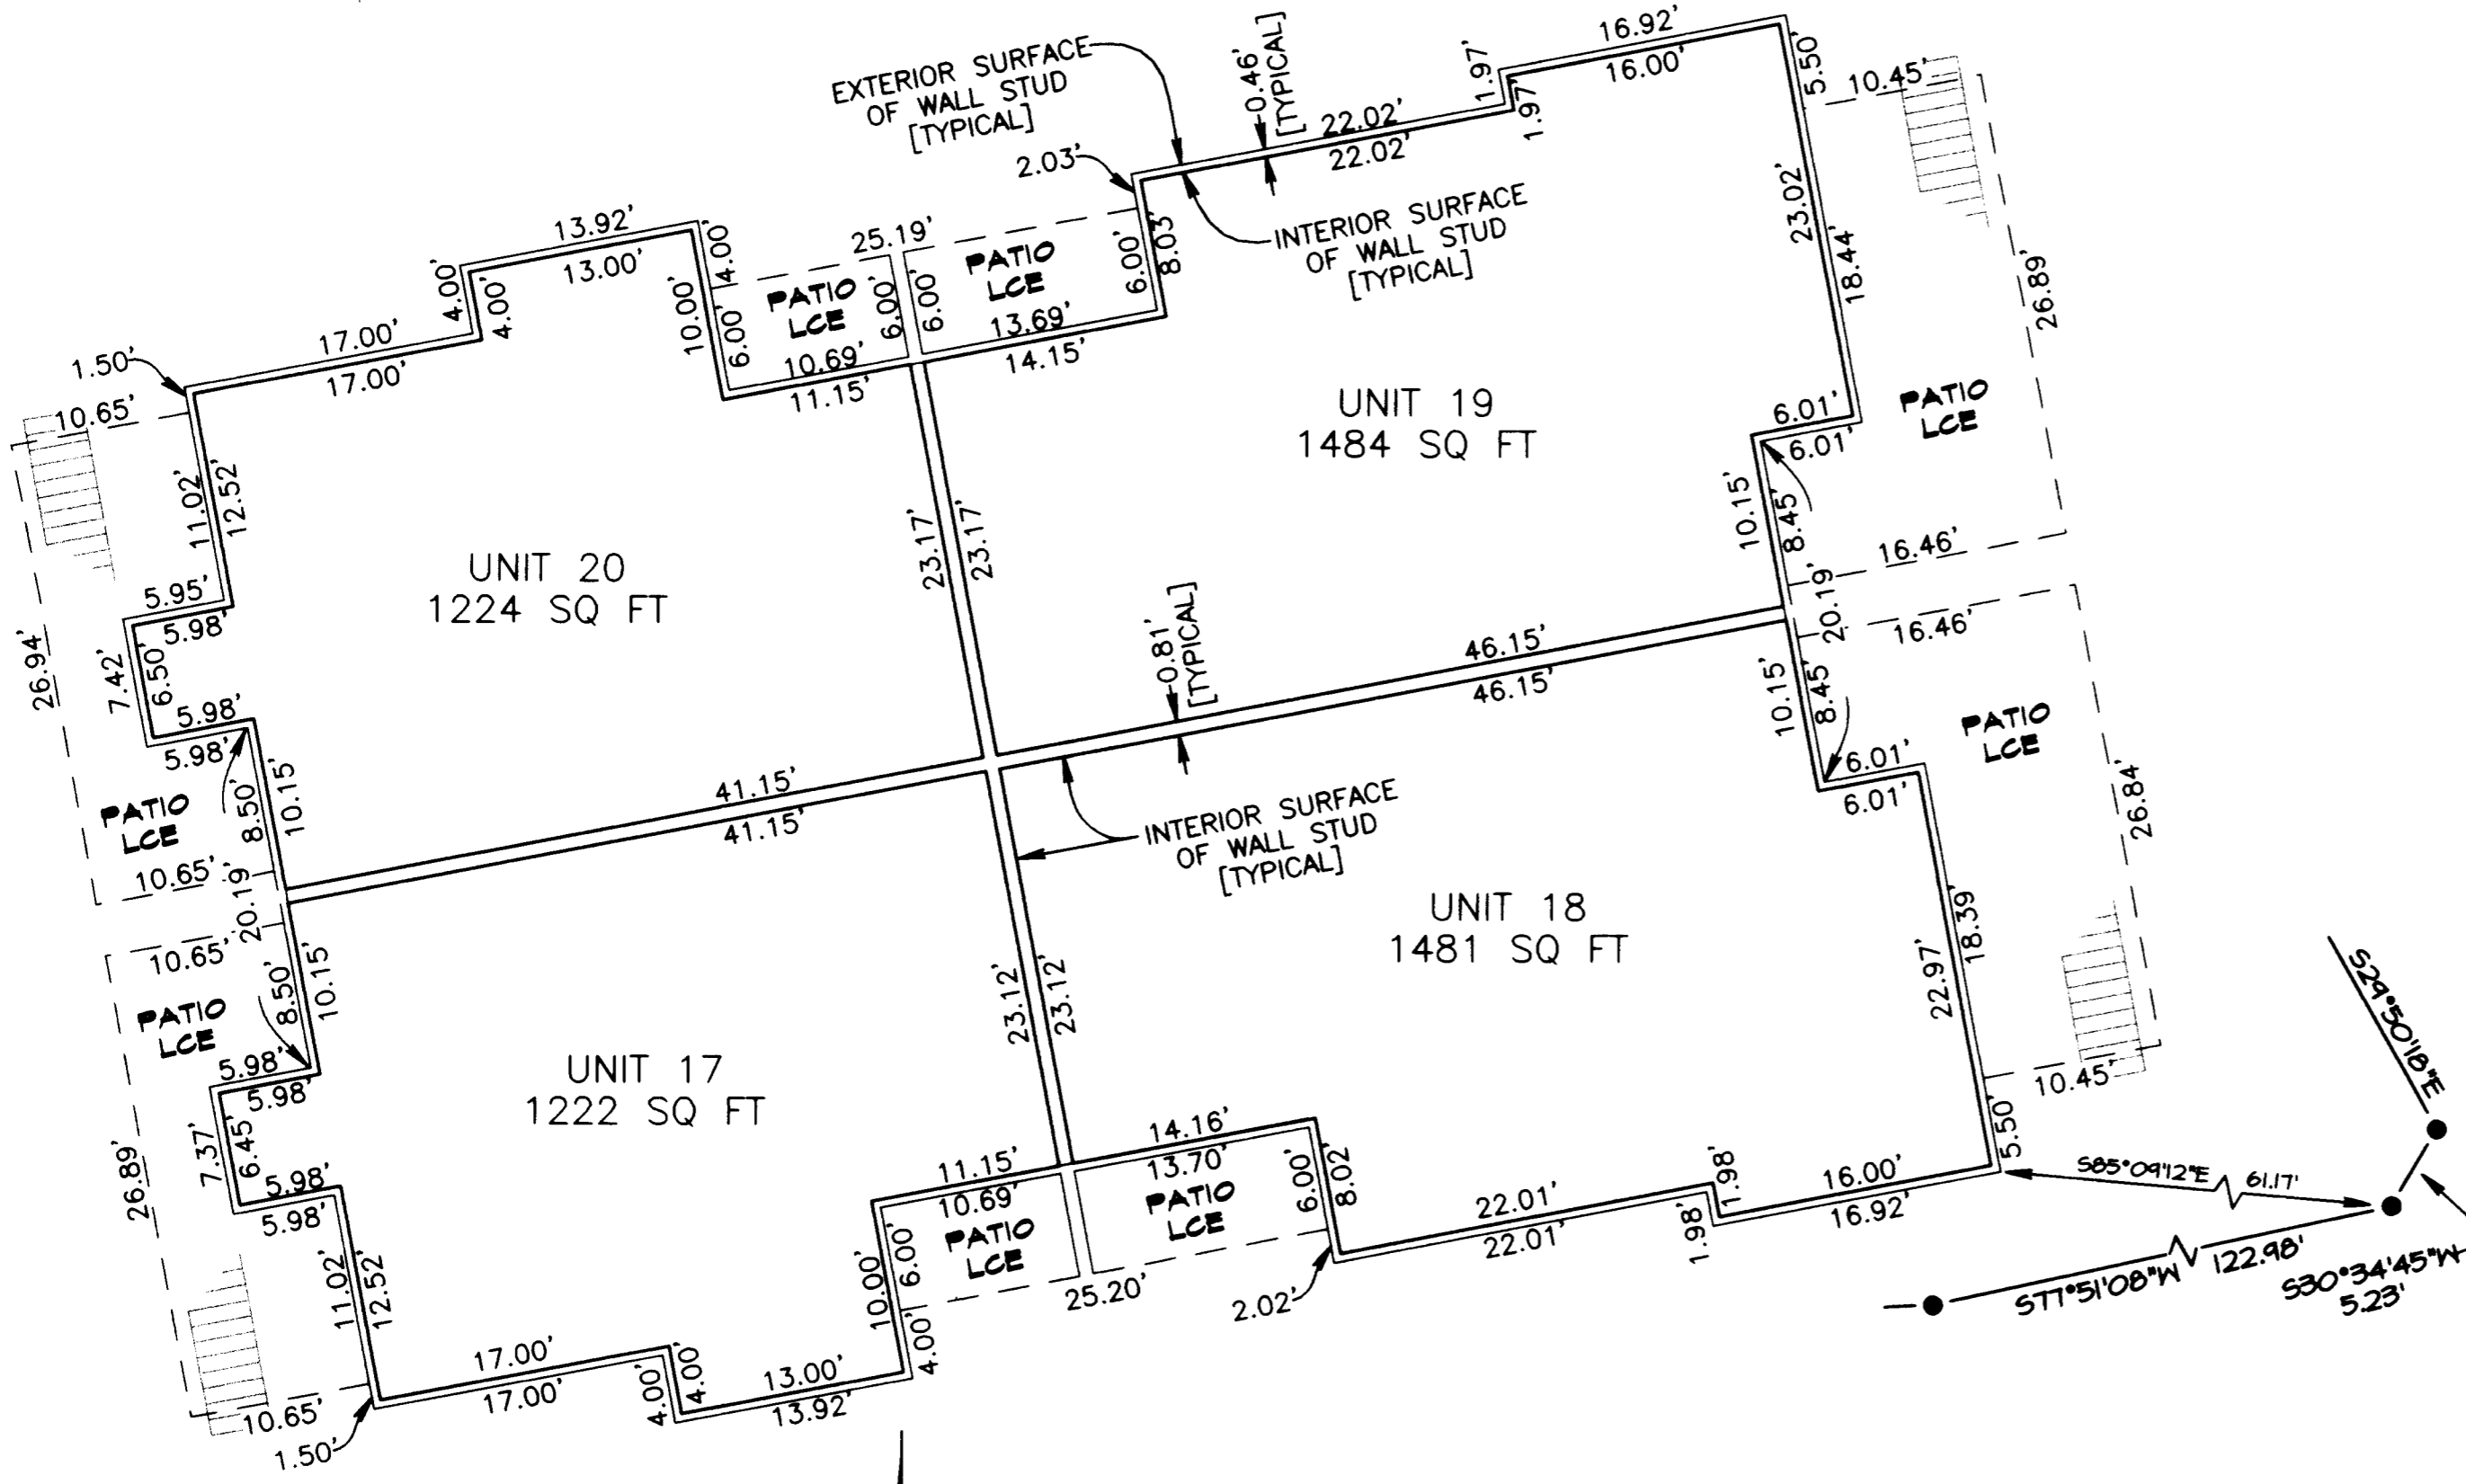 16.92'
16.00'
1.97'
1.97'
5.50'
10.45'
EXTERIOR SURFACE
OF WALL STUD
[TYPICAL]
0.46'
[TYPICAL]
22.02'
22.02'
2.03'
INTERIOR SURFACE
OF WALL STUD
[TYPICAL]
23.02'
18.44'
26.89'
13.92'
13.00'
4.00'
4.00'
4.00'
10.00'
6.00'
25.19'
PATIO
LCE
6.00'
6.00'
PATIO
LCE
6.00'
8.03'
10.69'
11.15'
13.69'
14.15'
17.00'
17.00'
1.50'
10.65'
11.02'
12.52'
UNIT 19
1484 SQ FT
6.01'
6.01'
PATIO
LCE
10.15'
8.45'
16.46'
UNIT 20
1224 SQ FT
23.17'
23.17'
5.95'
5.98'
7.42'
6.50'
26.94'
5.98'
5.98'
8.50'
10.15'
PATIO
LCE
10.65'
20.19'
41.15'
41.15'
0.81'
[TYPICAL]
46.15'
46.15'
20.19'
16.46'
10.15'
8.45'
PATIO
LCE
6.01'
6.01'
26.84'
INTERIOR SURFACE
OF WALL STUD
[TYPICAL]
10.65'
PATIO
LCE
8.50'
10.15'
5.98'
5.98'
7.37'
6.45'
26.89'
5.98'
5.98'
UNIT 17
1222 SQ FT
23.12'
23.12'
UNIT 18
1481 SQ FT
22.97'
18.39'
10.45'
5.50'
11.02'
12.52'
10.65'
1.50'
17.00'
17.00'
4.00'
4.00'
13.00'
13.92'
10.00'
6.00'
4.00'
11.15'
10.69'
PATIO
LCE
14.16'
13.70'
PATIO
LCE
6.00'
8.02'
25.20'
2.02'
22.01'
22.01'
1.98'
1.98'
16.00'
16.92'
S29°50'18"E
S85°09'12"E 61.17'
S77°51'08"W 122.98'
S30°34'45"W
5.23'